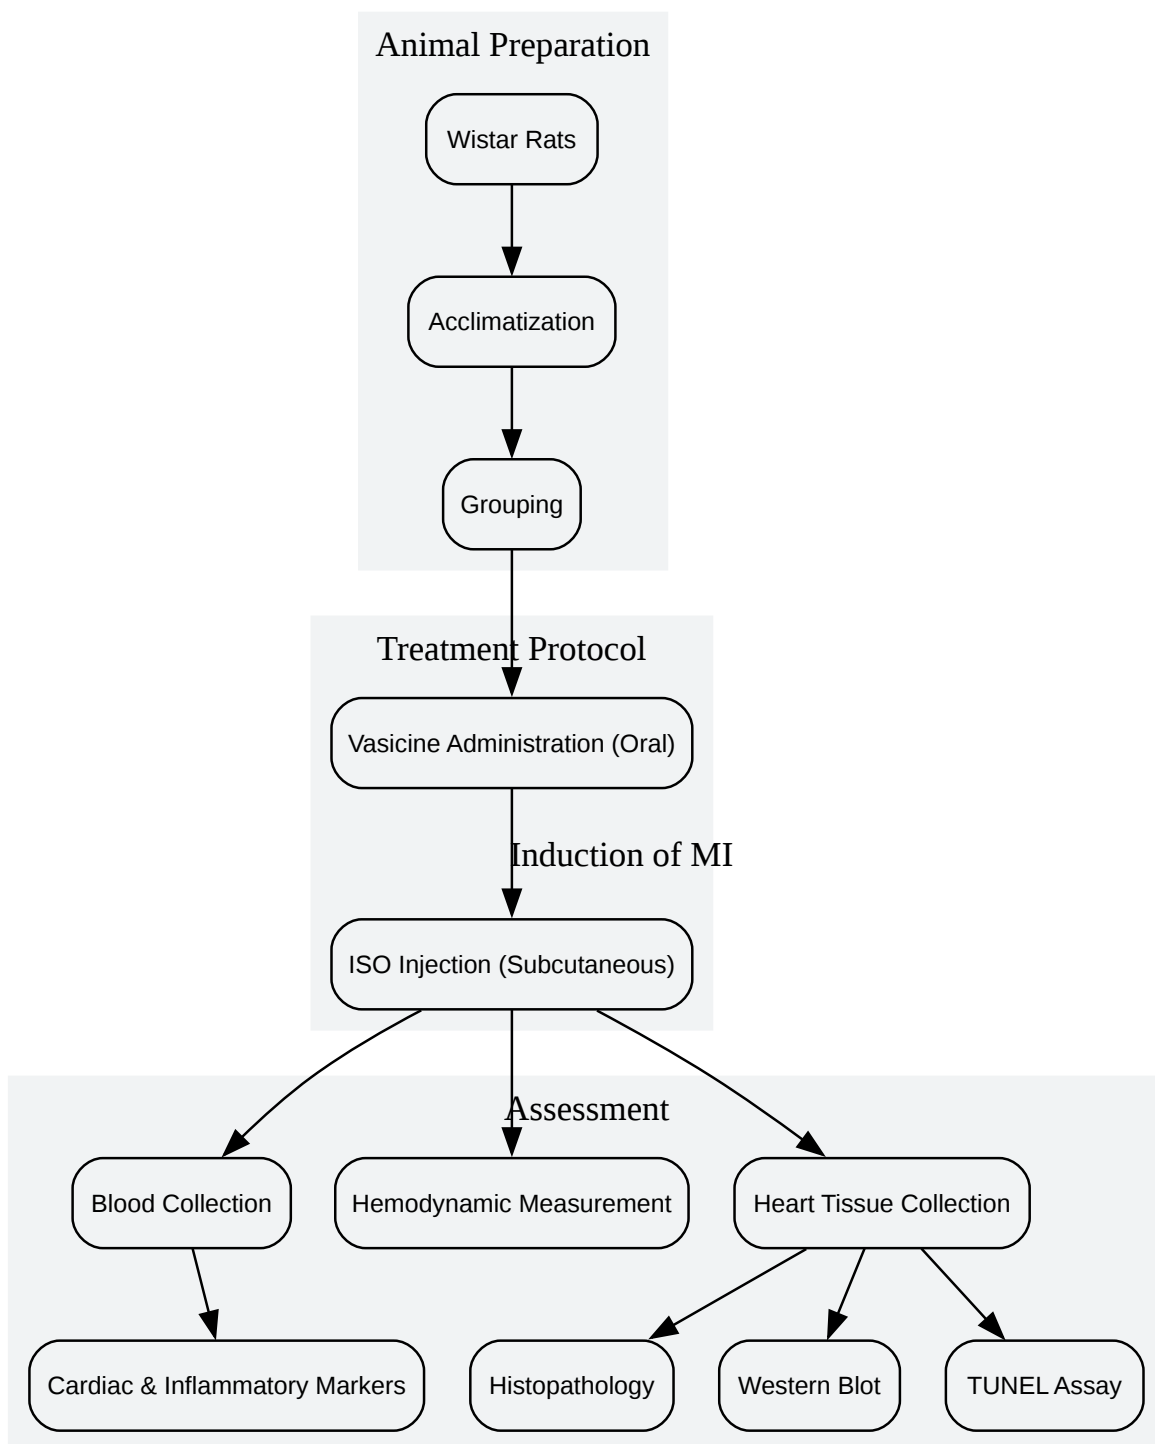 Animal Preparation
Wistar Rats
Acclimatization
Grouping
Treatment Protocol
Vasicine Administration (Oral)
Induction of MI
ISO Injection (Subcutaneous)
Assessment
Blood Collection
Hemodynamic Measurement
Heart Tissue Collection
Cardiac & Inflammatory Markers
Histopathology
Western Blot
TUNEL Assay